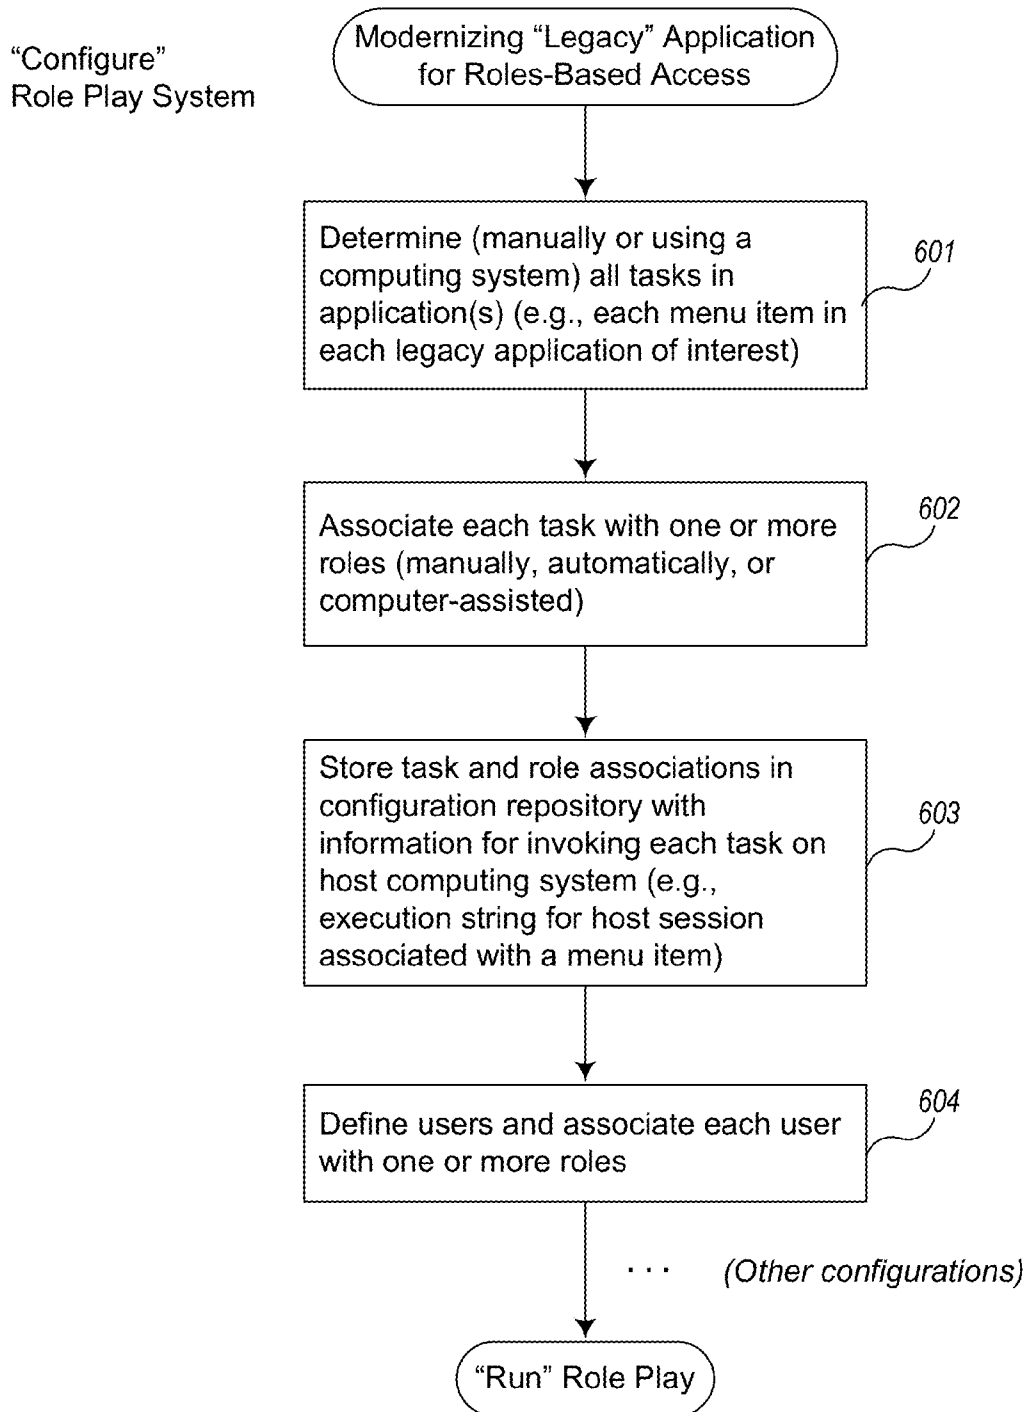 “Configure”
Role Play System
Modernizing “Legacy” Application
for Roles-Based Access
Determine (manually or using a
computing system) all tasks in
application(s) (e.g., each menu item in
each legacy application of interest)
601
Associate each task with one or more
roles (manually, automatically, or
computer-assisted)
602
Store task and role associations in
configuration repository with
information for invoking each task on
host computing system (e.g.,
execution string for host session
associated with a menu item)
603
Define users and associate each user
with one or more roles
604
. . . (Other configurations)
“Run” Role Play